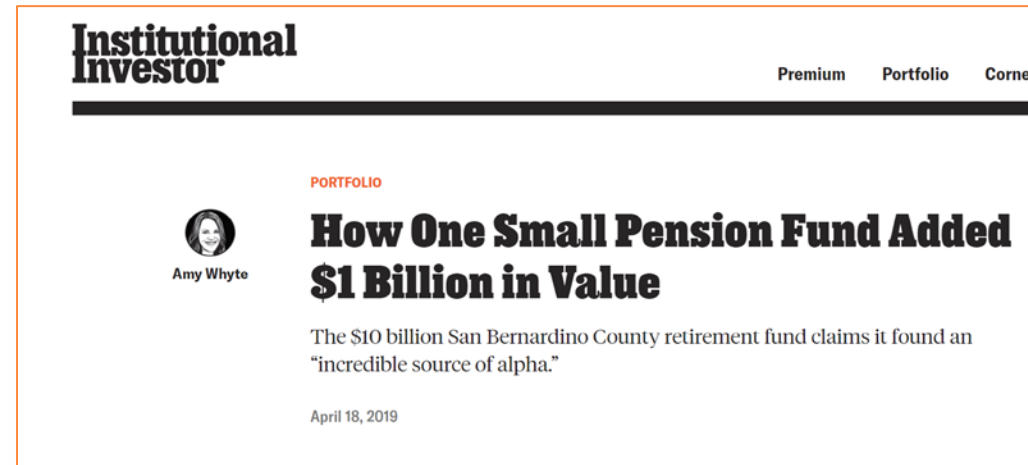 Institutional
Investor
Premium Portfolio Corne
PORTFOLIO
How One Small Pension Fund Added
$1 Billion in Value
Amy Whyte
The $10 billion San Bernardino County retirement fund claims it found an
“incredible source of alpha.”
April 18, 2019